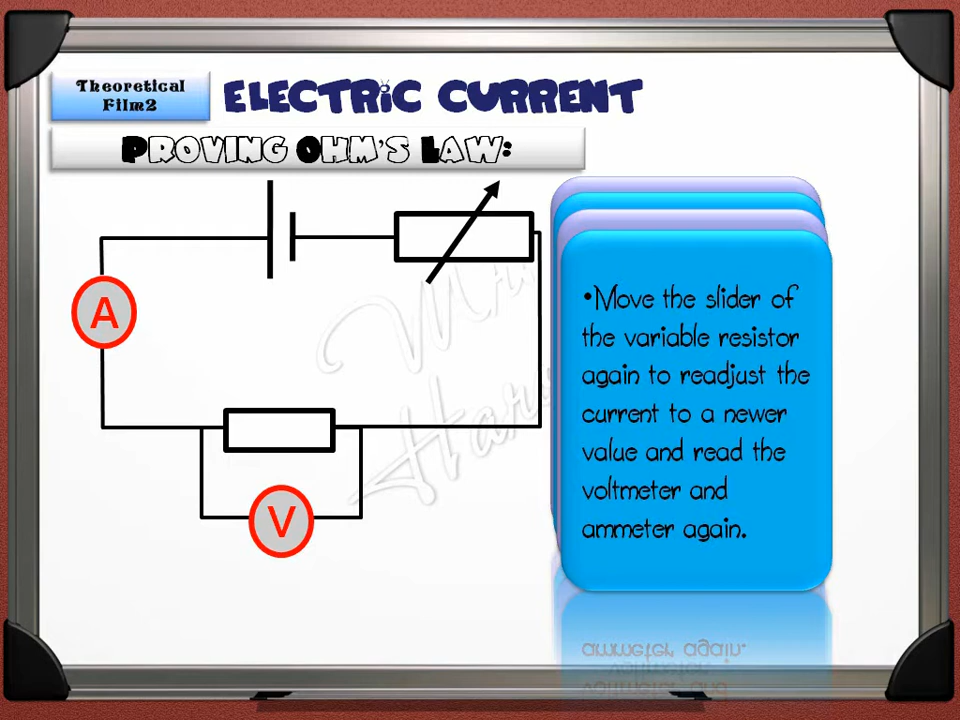 Theoretical
Film2
ELECTRIC CURRENT
PROVING OHM'S LAW:
A
V
•Move the slider of
the variable resistor
again to readjust the
current to a newer
value and read the
voltmeter and
ammeter again.